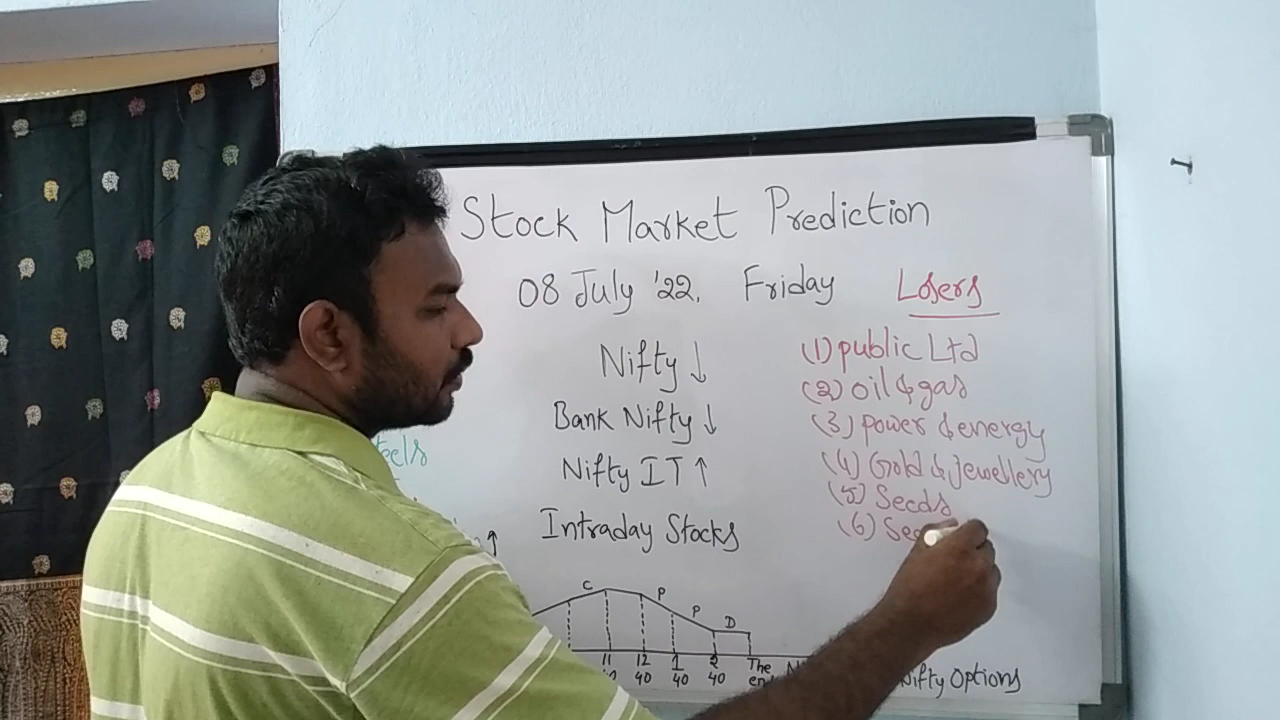 Stock Market Prediction
08 July '22, Friday
Losers
Nifty ↓
(1) public Ltd
(2) oil & gas
Bank Nifty ↓
(3) power & energy
Nifty IT ↑
(4) Gold & Jewellery
(5) Seeds
Intraday Stocks
(6)
↑
C P P D
11 12 1 2 The
40 40 40
Nifty Options